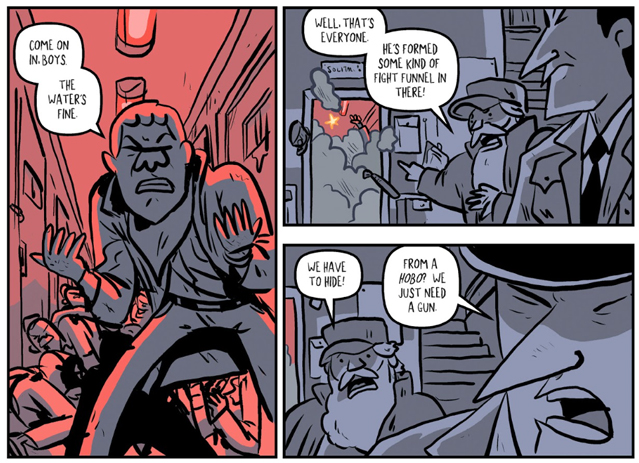 COME ON
IN, BOYS.
THE
WATER'S
FINE.
WELL, THAT'S
EVERYONE.
HE'S FORMED
SOME KIND OF
FIGHT FUNNEL IN
THERE!
WE HAVE
TO HIDE!
FROM A
HOBO? WE
JUST NEED
A GUN.